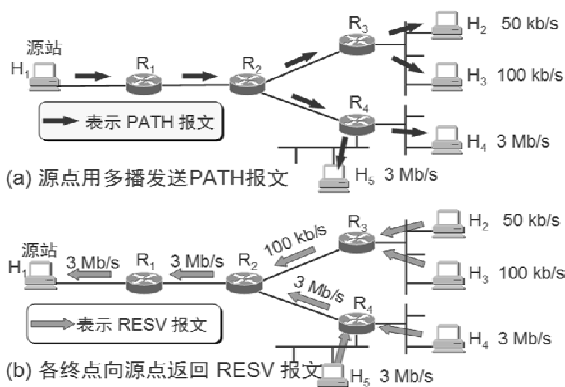 R₃
H₂ 50 kb/s
源站
H₁
R₁
R₂
H₃ 100 kb/s
R₄
表示 PATH 报文
H₄ 3 Mb/s
(a) 源点用多播发送PATH报文
H₅ 3 Mb/s
H₂ 50 kb/s
R₃
源站
100 kb/s
H₁
3 Mb/s
R₁
3 Mb/s
R₂
H₃ 100 kb/s
3 Mb/s
R₄
表示 RESV 报文
H₄ 3 Mb/s
(b) 各终点向源点返回 RESV 报文
H₅ 3 Mb/s